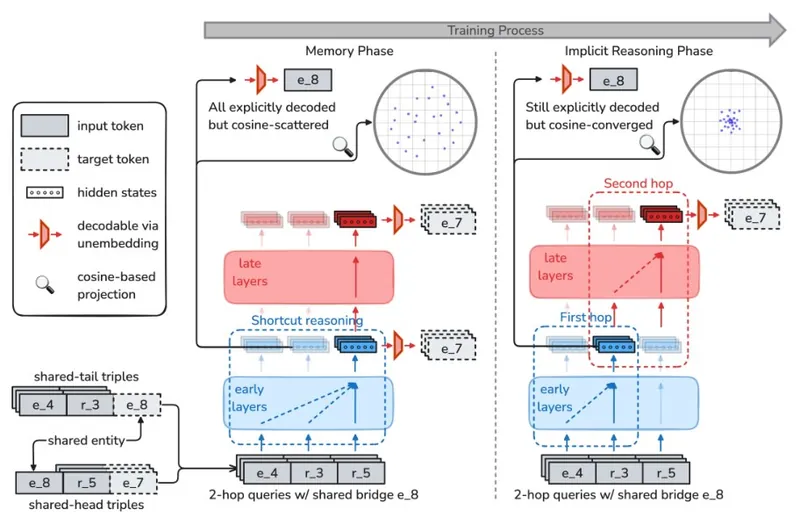 Training Process
Memory Phase
Implicit Reasoning Phase
e_8
All explicitly decoded
but cosine-scattered
e_8
Still explicitly decoded
but cosine-converged
input token
target token
hidden states
decodable via
unembedding
cosine-based
projection
e_7
late
layers
Shortcut reasoning
e_7
early
layers
e_4 r_3 r_5
2-hop queries w/ shared bridge e_8
Second hop
e_7
late
layers
First hop
early
layers
e_4 r_3 r_5
2-hop queries w/ shared bridge e_8
shared-tail triples
e_4 r_3 e_8
shared entity
e_8 r_5 e_7
shared-head triples